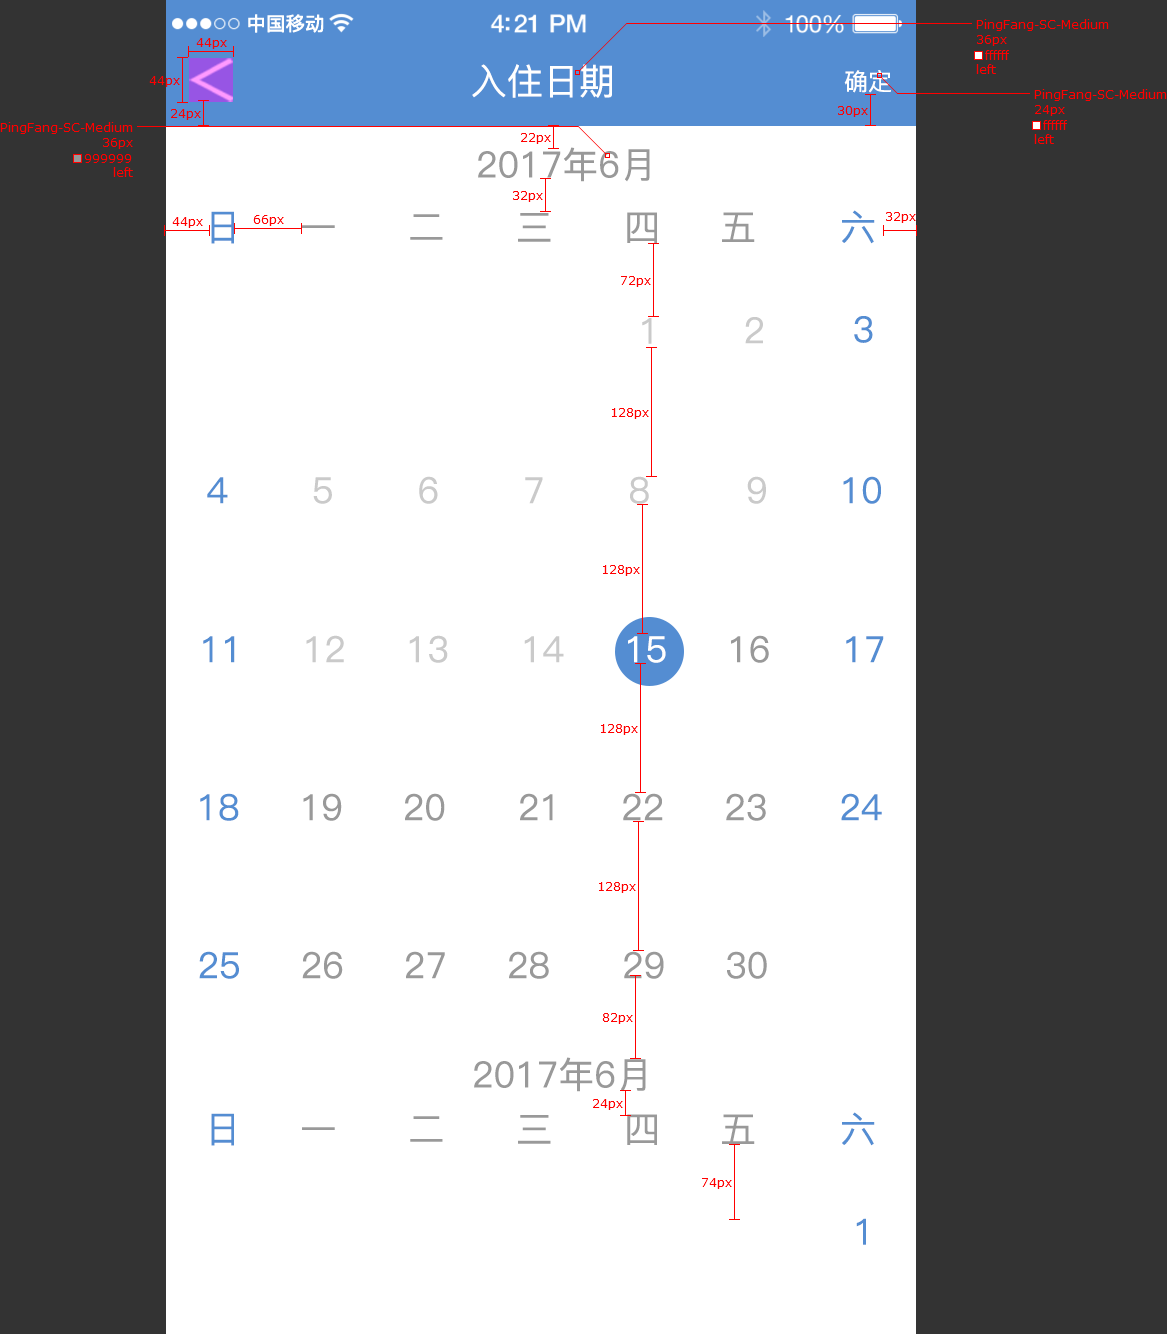 中国移动 4:21 PM 100%
入住日期 确定
44px
44px
24px
30px
PingFang-SC-Medium
36px
ffffff
left
PingFang-SC-Medium
24px
ffffff
left
PingFang-SC-Medium
36px
999999
left
22px
2017年6月
32px
44px 66px 32px
日 一 二 三 四 五 六
72px
1 2 3
128px
4 5 6 7 8 9 10
128px
11 12 13 14 15 16 17
128px
18 19 20 21 22 23 24
128px
25 26 27 28 29 30
82px
2017年6月
24px
日 一 二 三 四 五 六
74px
1